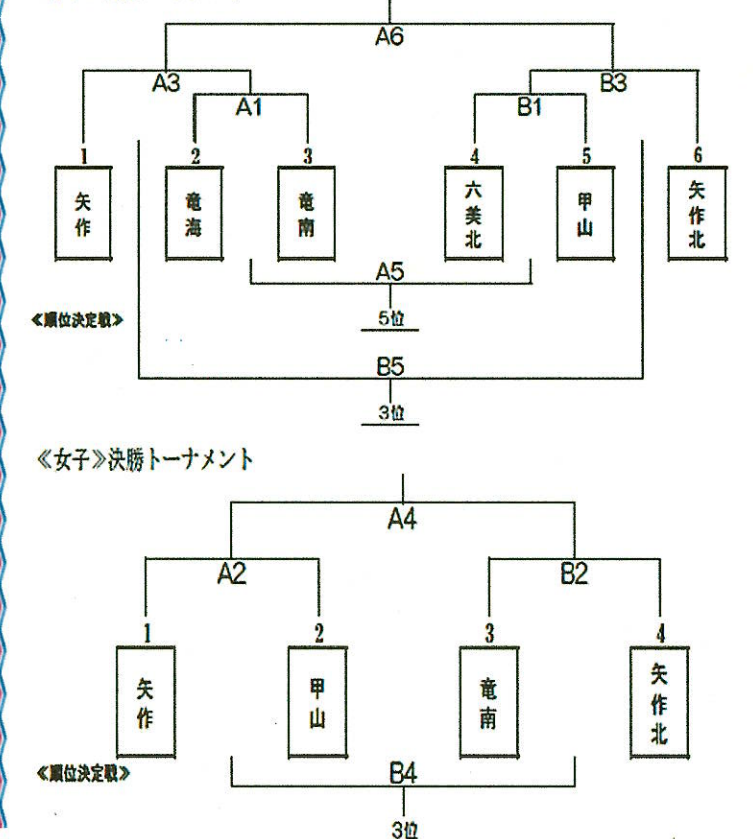 A6
A3 B3
A1 B1
1 2 3 4 5 6
矢作 竜海 竜南 六美北 甲山 矢作北
A5
《順位決定戦》 5位
B5
3位
《女子》決勝トーナメント
A4
A2 B2
1 2 3 4
矢作 甲山 竜南 矢作北
《順位決定戦》 B4
3位